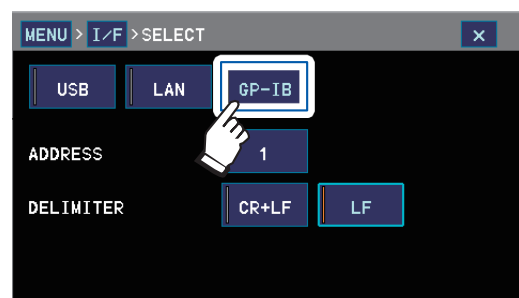 MENU > I/F > SELECT ×
USB LAN GP-IB
ADDRESS 1
DELIMITER CR+LF LF